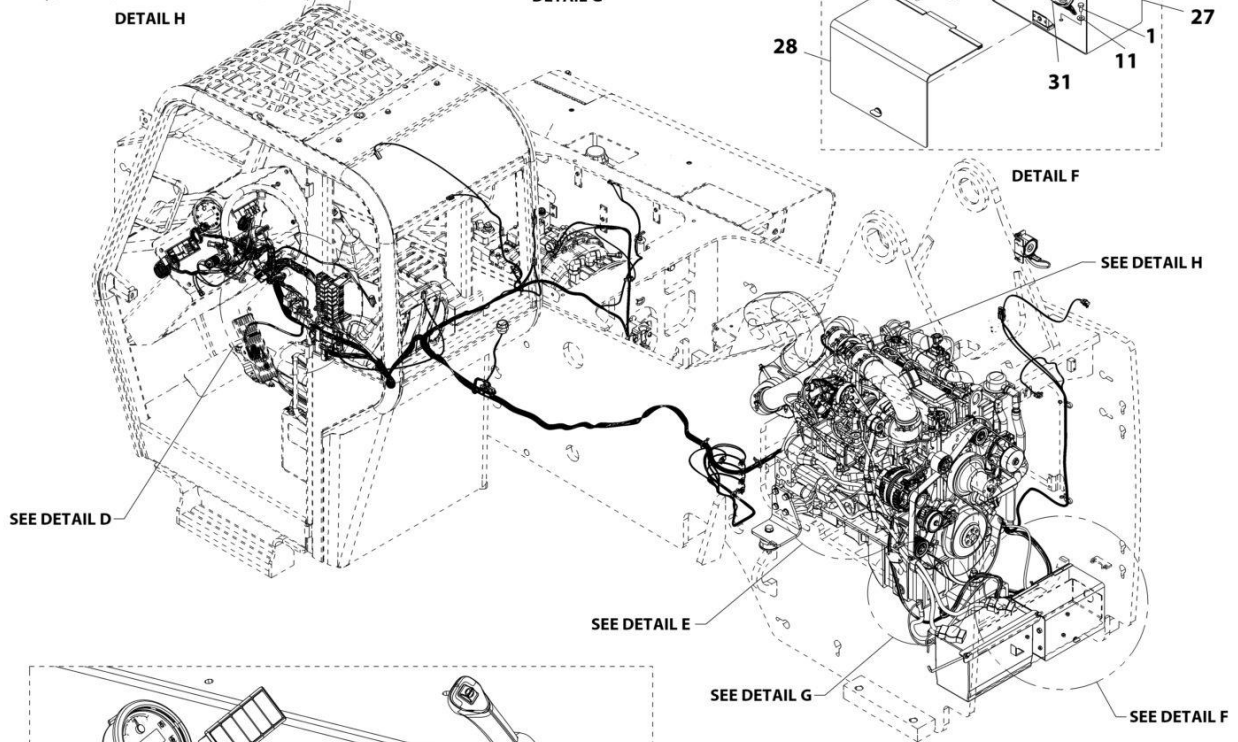 DETAIL H
27
1
28
11
31
DETAIL F
SEE DETAIL H
SEE DETAIL D
SEE DETAIL E
SEE DETAIL G
SEE DETAIL F